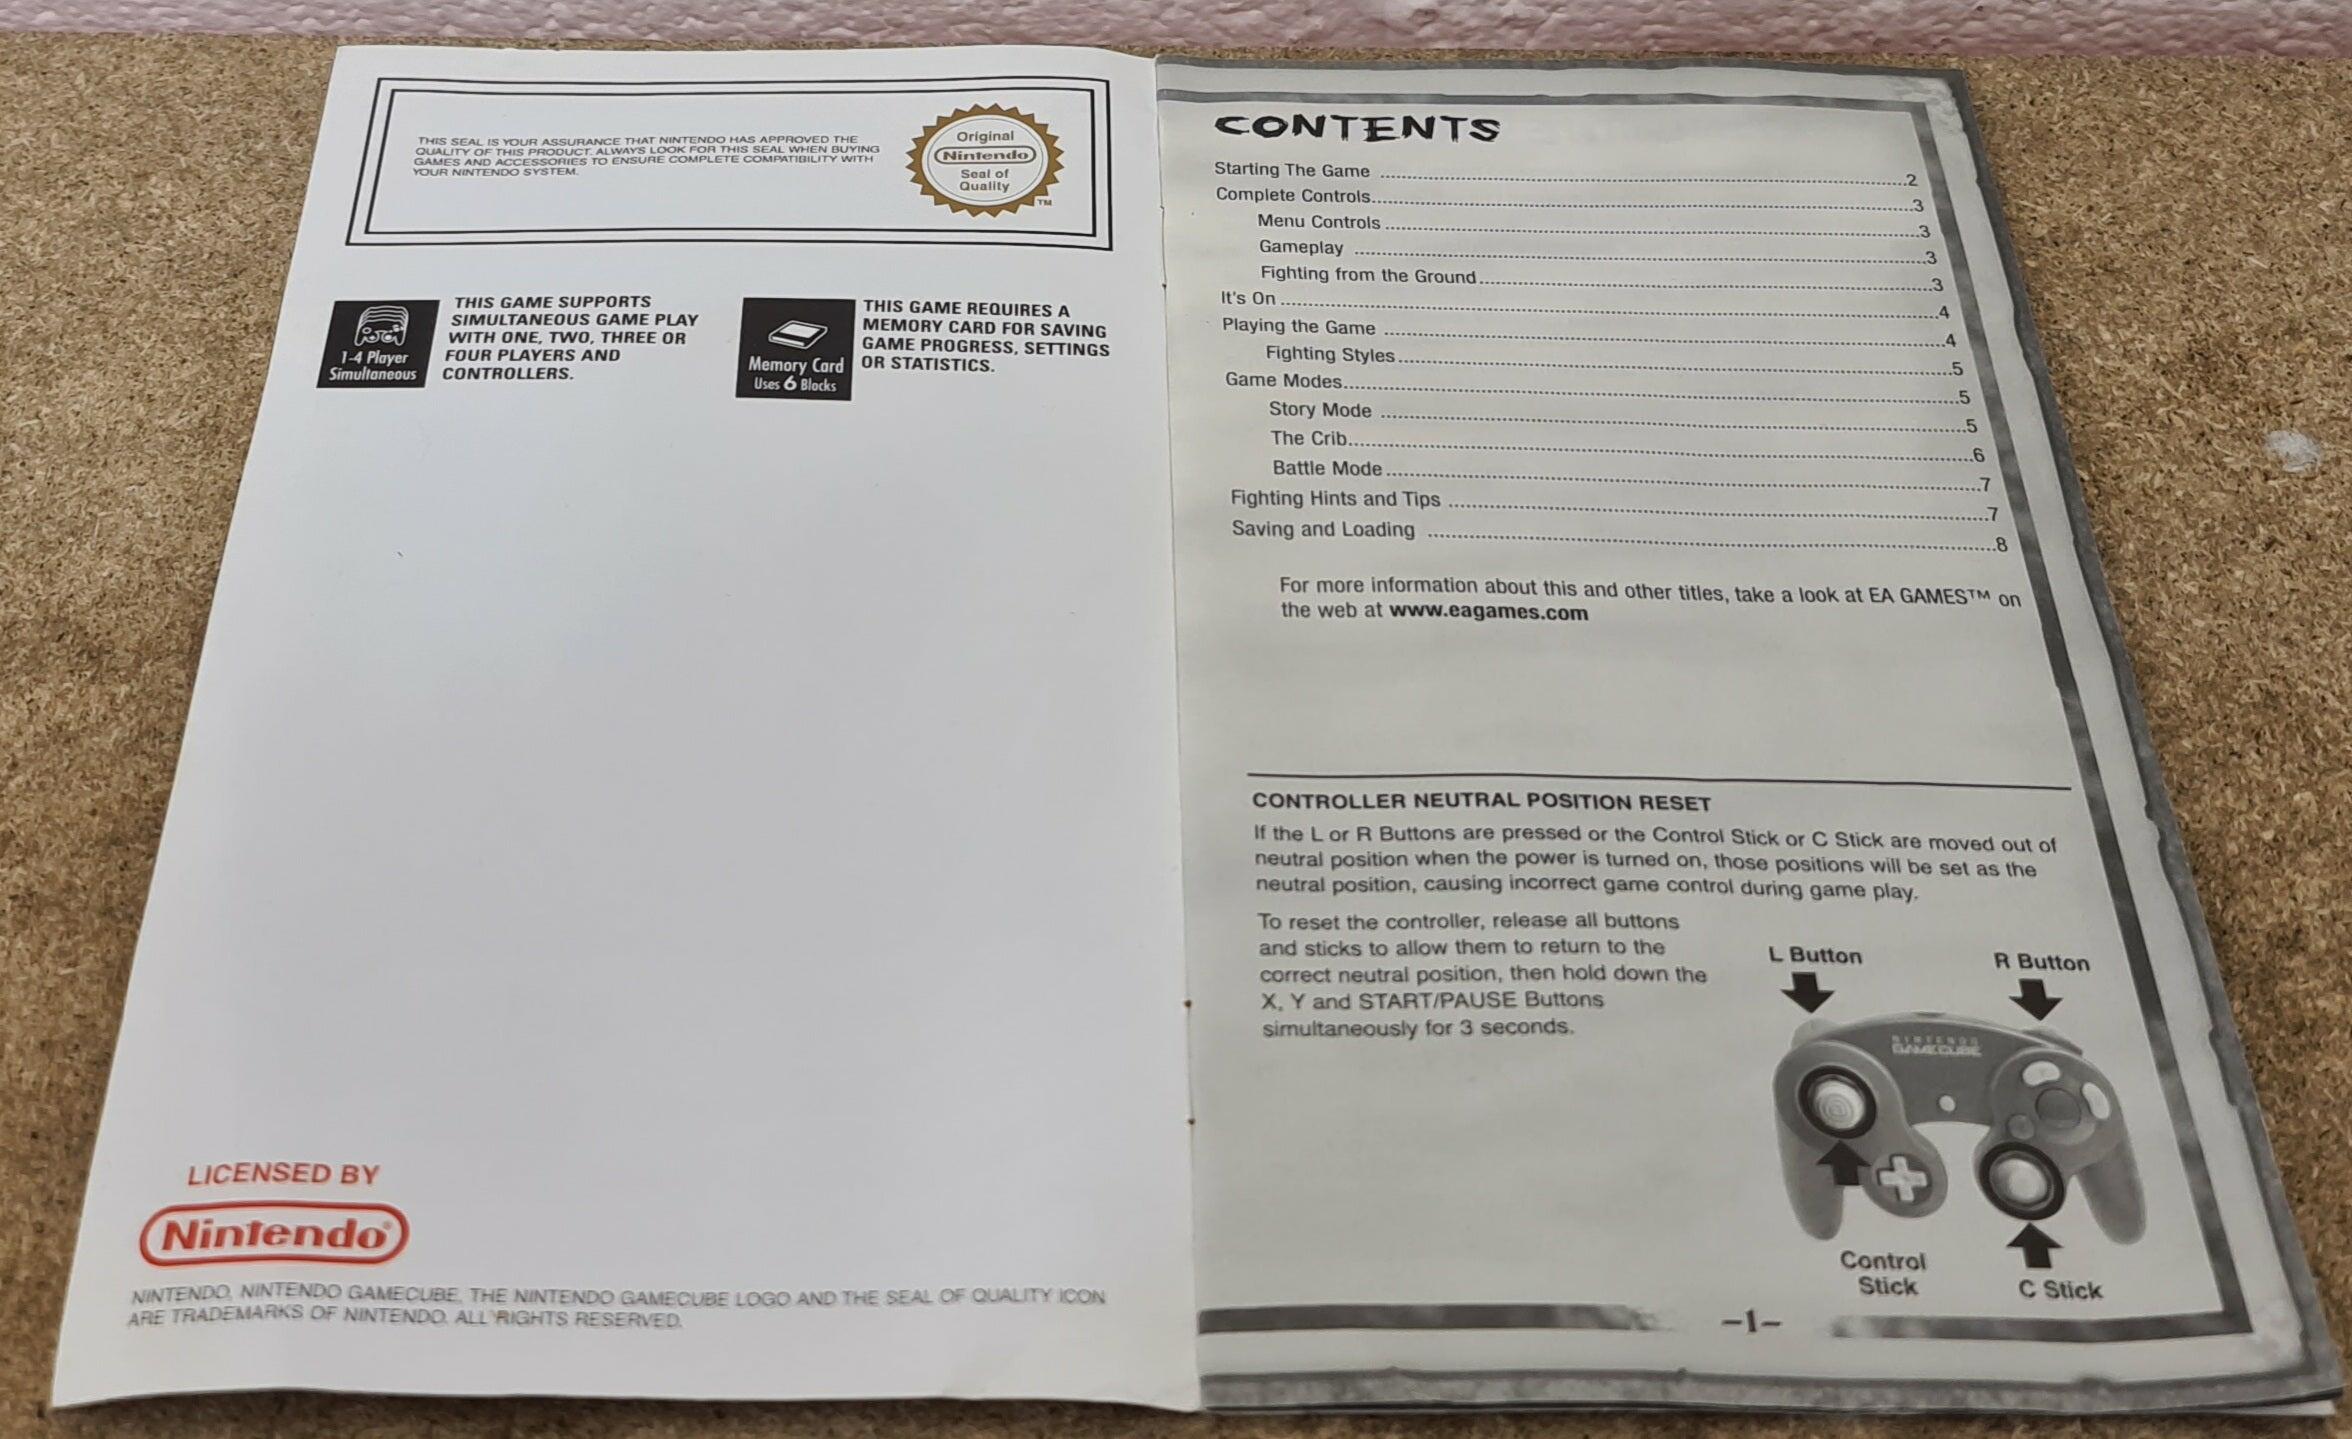 THIS SEAL IS YOUR ASSURANCE THAT NINTENDO HAS APPROVED THE
QUALITY OF THIS PRODUCT. ALWAYS LOOK FOR THIS SEAL WHEN BUYING
GAMES AND ACCESSORIES TO ENSURE COMPLETE COMPATIBILITY WITH
YOUR NINTENDO SYSTEM.
Original
Nintendo
Seal of
Quality
TM
1-4 Player
Simultaneous
THIS GAME SUPPORTS
SIMULTANEOUS GAME PLAY
WITH ONE, TWO, THREE OR
FOUR PLAYERS AND
CONTROLLERS.
Memory Card
Uses 6 Blocks
THIS GAME REQUIRES A
MEMORY CARD FOR SAVING
GAME PROGRESS, SETTINGS
OR STATISTICS.
LICENSED BY
Nintendo®
NINTENDO, NINTENDO GAMECUBE, THE NINTENDO GAMECUBE LOGO AND THE SEAL OF QUALITY ICON
ARE TRADEMARKS OF NINTENDO. ALL RIGHTS RESERVED.
CONTENTS
Starting The Game ........ 2
Complete Controls ........ 3
Menu Controls ........ 3
Gameplay ........ 3
Fighting from the Ground ........ 3
It's On ........ 4
Playing the Game ........ 4
Fighting Styles ........ 5
Game Modes ........ 5
Story Mode ........ 5
The Crib ........ 6
Battle Mode ........ 7
Fighting Hints and Tips ........ 7
Saving and Loading ........ 8
For more information about this and other titles, take a look at EA GAMES™ on
the web at www.eagames.com
CONTROLLER NEUTRAL POSITION RESET
If the L or R Buttons are pressed or the Control Stick or C Stick are moved out of
neutral position when the power is turned on, those positions will be set as the
neutral position, causing incorrect game control during game play.
To reset the controller, release all buttons
and sticks to allow them to return to the
correct neutral position, then hold down the
X, Y and START/PAUSE Buttons
simultaneously for 3 seconds.
L Button
R Button
NINTENDO
GAMECUBE
Control
Stick
C Stick
–1–